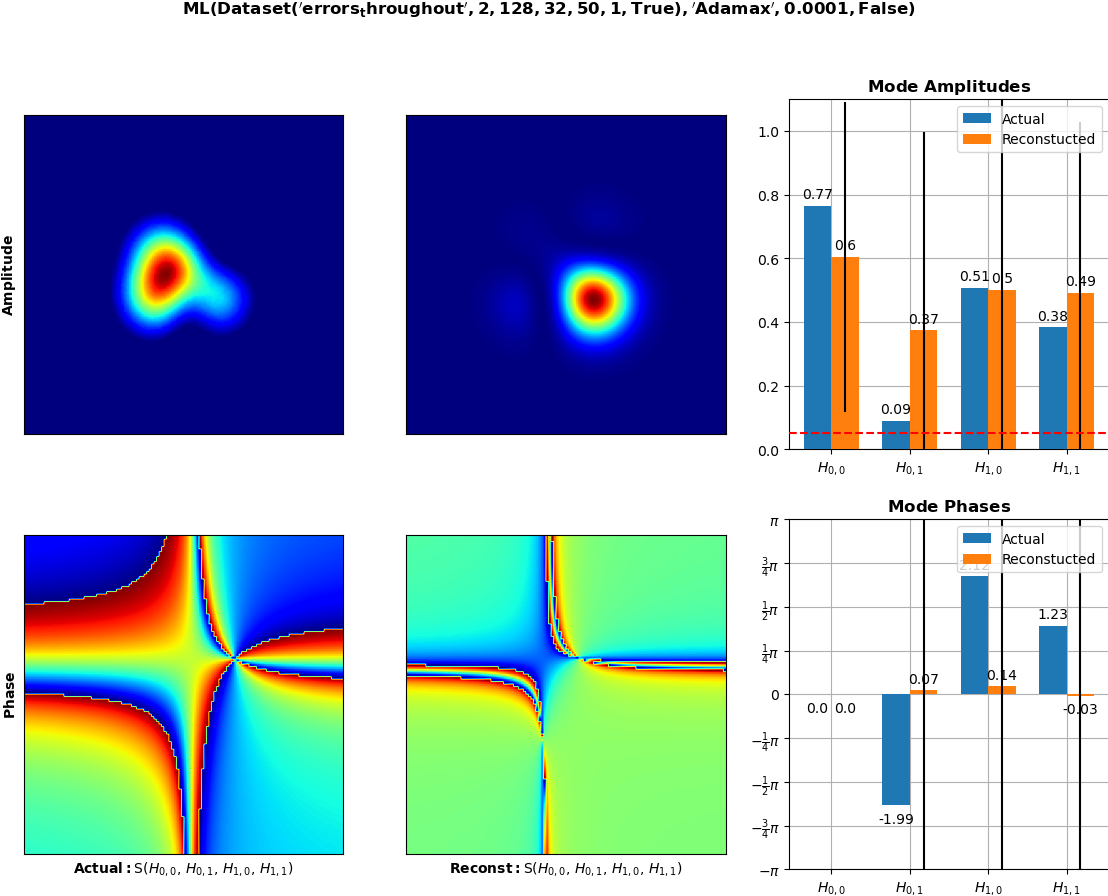 ML(Dataset('errors_throughout', 2, 128, 32, 50, 1, True), 'Adamax', 0.0001, False)
Mode Amplitudes
Amplitude
Actual
Reconstucted
1.0
0.8
0.6
0.4
0.2
0.0
0.77
0.6
0.09
0.37
0.51
0.5
0.38
0.49
H0,0
H0,1
H1,0
H1,1
Mode Phases
Phase
Actual
Reconstucted
π
3/4π
1/2π
1/4π
0
−1/4π
−1/2π
−3/4π
−π
0.0
0.0
-1.99
0.07
2.12
0.14
1.23
-0.03
H0,0
H0,1
H1,0
H1,1
Actual: S(H0,0, H0,1, H1,0, H1,1)
Reconst: S(H0,0, H0,1, H1,0, H1,1)